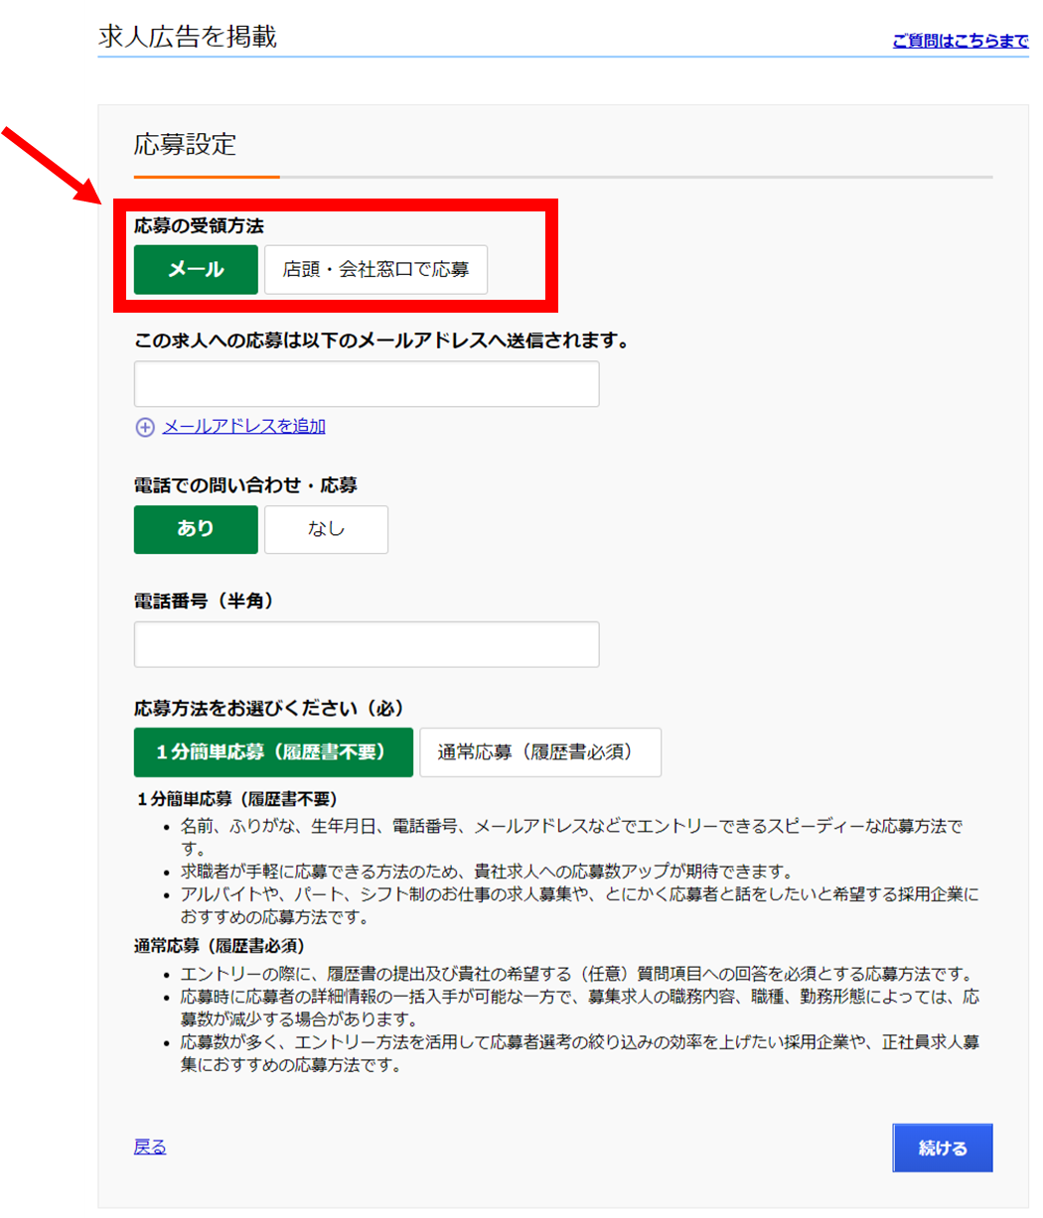 求人広告を掲載
ご質問はこちらまで
応募設定
応募の受領方法
メール
店頭・会社窓口で応募
この求人への応募は以下のメールアドレスへ送信されます。
メールアドレスを追加
電話での問い合わせ・応募
あり
なし
電話番号（半角）
応募方法をお選びください（必）
１分簡単応募（履歴書不要）
通常応募（履歴書必須）
１分簡単応募（履歴書不要）
• 名前、ふりがな、生年月日、電話番号、メールアドレスなどでエントリーできるスピーディーな応募方法で
す。
• 求職者が手軽に応募できる方法のため、貴社求人への応募数アップが期待できます。
• アルバイトや、パート、シフト制のお仕事の求人募集や、とにかく応募者と話をしたいと希望する採用企業に
おすすめの応募方法です。
通常応募（履歴書必須）
• エントリーの際に、履歴書の提出及び貴社の希望する（任意）質問項目への回答を必須とする応募方法です。
• 応募時に応募者の詳細情報の一括入手が可能な一方で、募集求人の職務内容、職種、勤務形態によっては、応
募数が減少する場合があります。
• 応募数が多く、エントリー方法を活用して応募者選考の絞り込みの効率を上げたい採用企業や、正社員求人募
集におすすめの応募方法です。
戻る
続ける